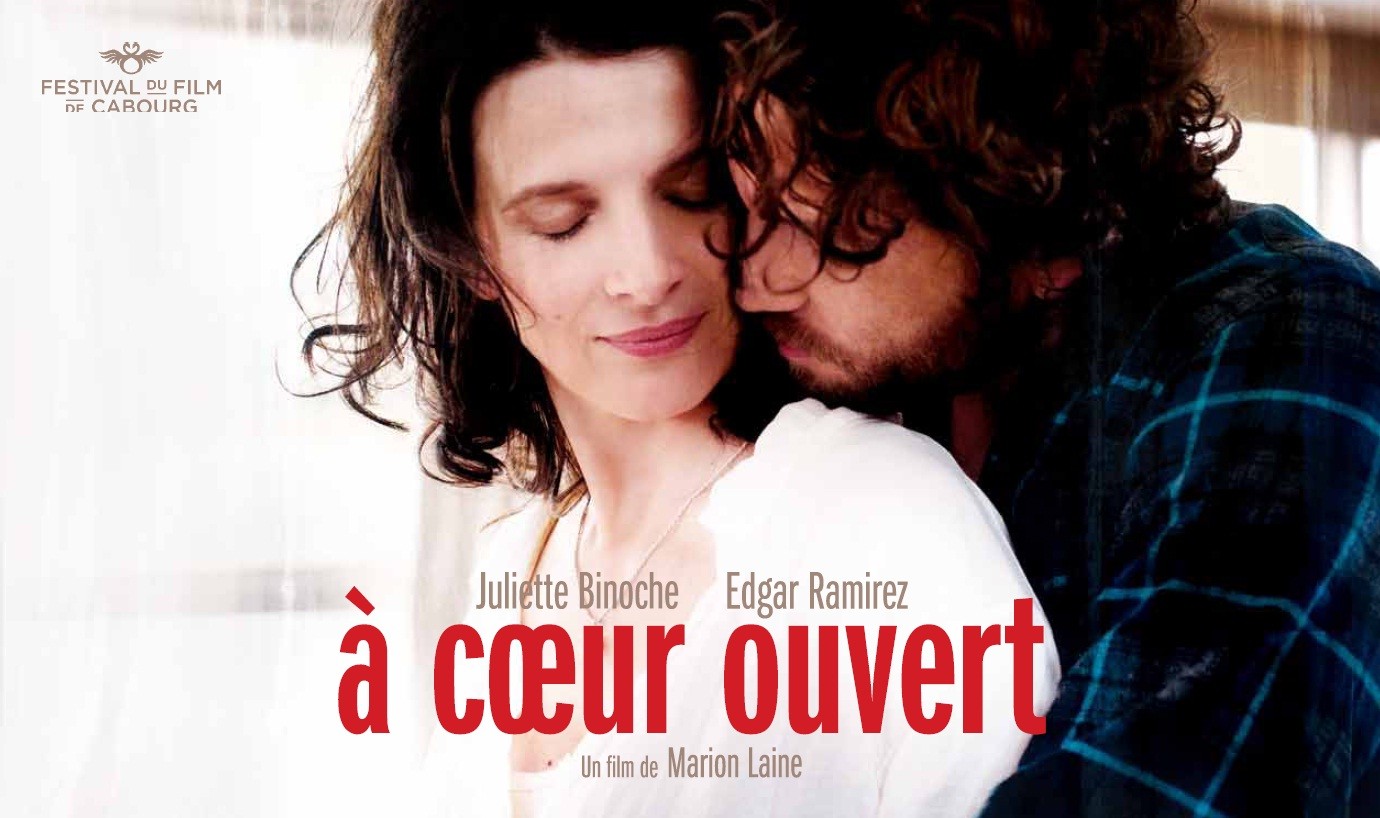 FESTIVAL DU FILM
DE CABOURG
Juliette Binoche Edgar Ramirez
à cœur ouvert
Un film de Marion Laine